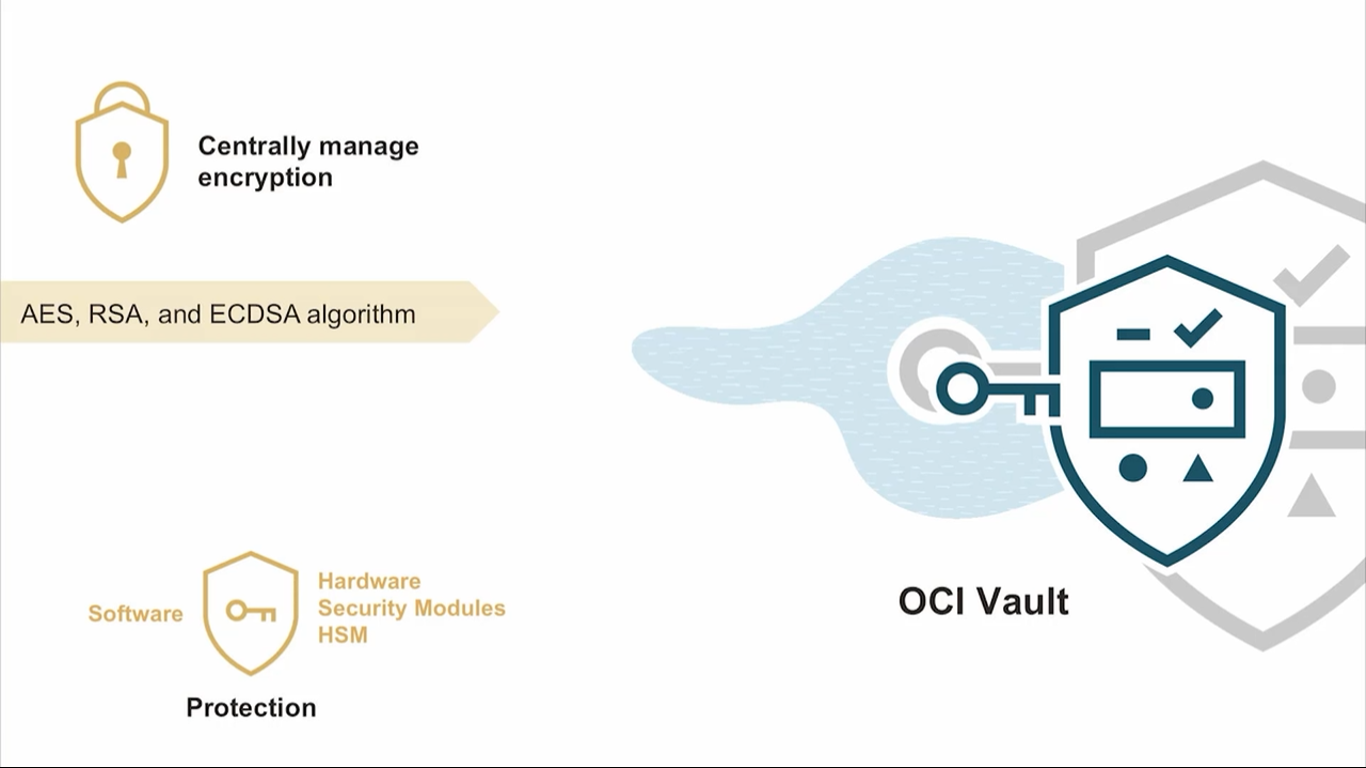 Centrally manage
encryption
AES, RSA, and ECDSA algorithm
Software
Hardware
Security Modules
HSM
Protection
OCI Vault